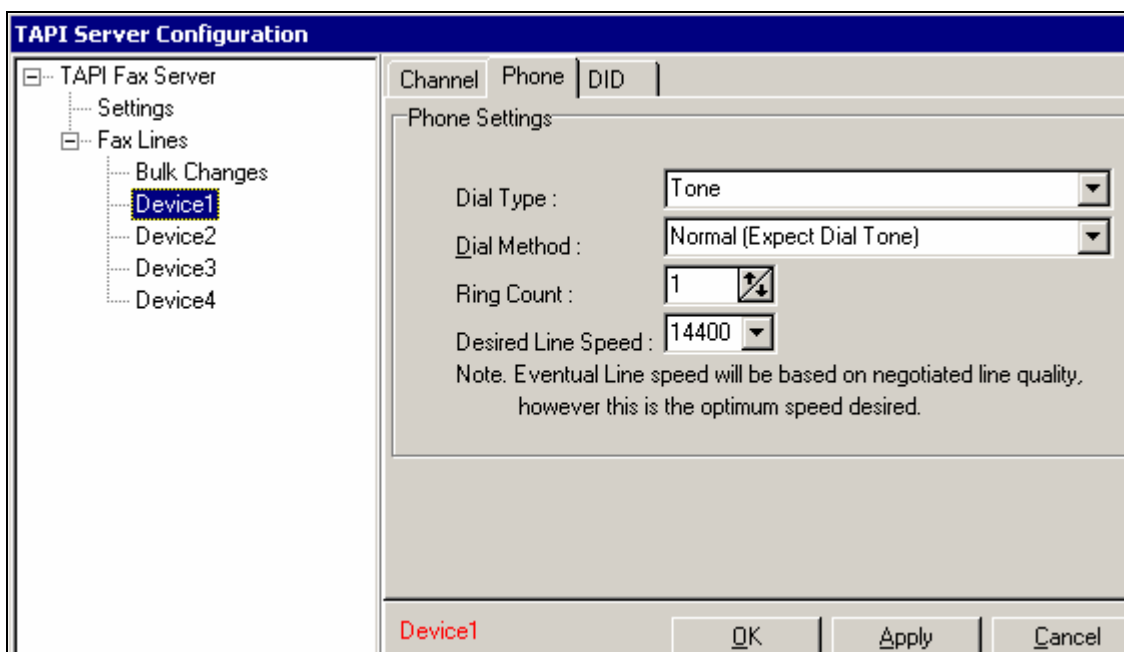 TAPI Server Configuration
TAPI Fax Server
Settings
Fax Lines
Bulk Changes
Device1
Device2
Device3
Device4
Channel Phone DID
Phone Settings
Dial Type : Tone
Dial Method : Normal (Expect Dial Tone)
Ring Count : 1
Desired Line Speed : 14400
Note. Eventual Line speed will be based on negotiated line quality,
however this is the optimum speed desired.
Device1 OK Apply Cancel